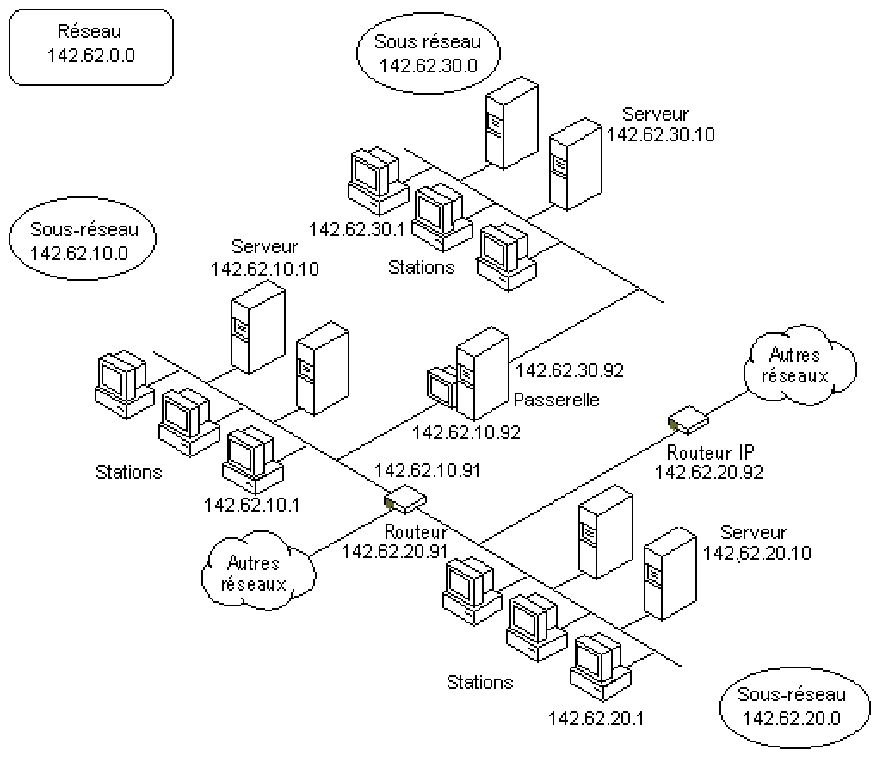 Réseau
142.62.0.0
Sous réseau
142.62.30.0
Serveur
142.62.30.10
142.62.30.1
Stations
Sous-réseau
142.62.10.0
Serveur
142.62.10.10
142.62.30.92
Passerelle
142.62.10.92
Autres
réseaux
Stations
142.62.10.1
142.62.10.91
Routeur IP
142.62.20.92
Routeur
142.62.20.91
Autres
réseaux
Serveur
142,62.20.10
Stations
142.62.20.1
Sous-réseau
142.62.20.0